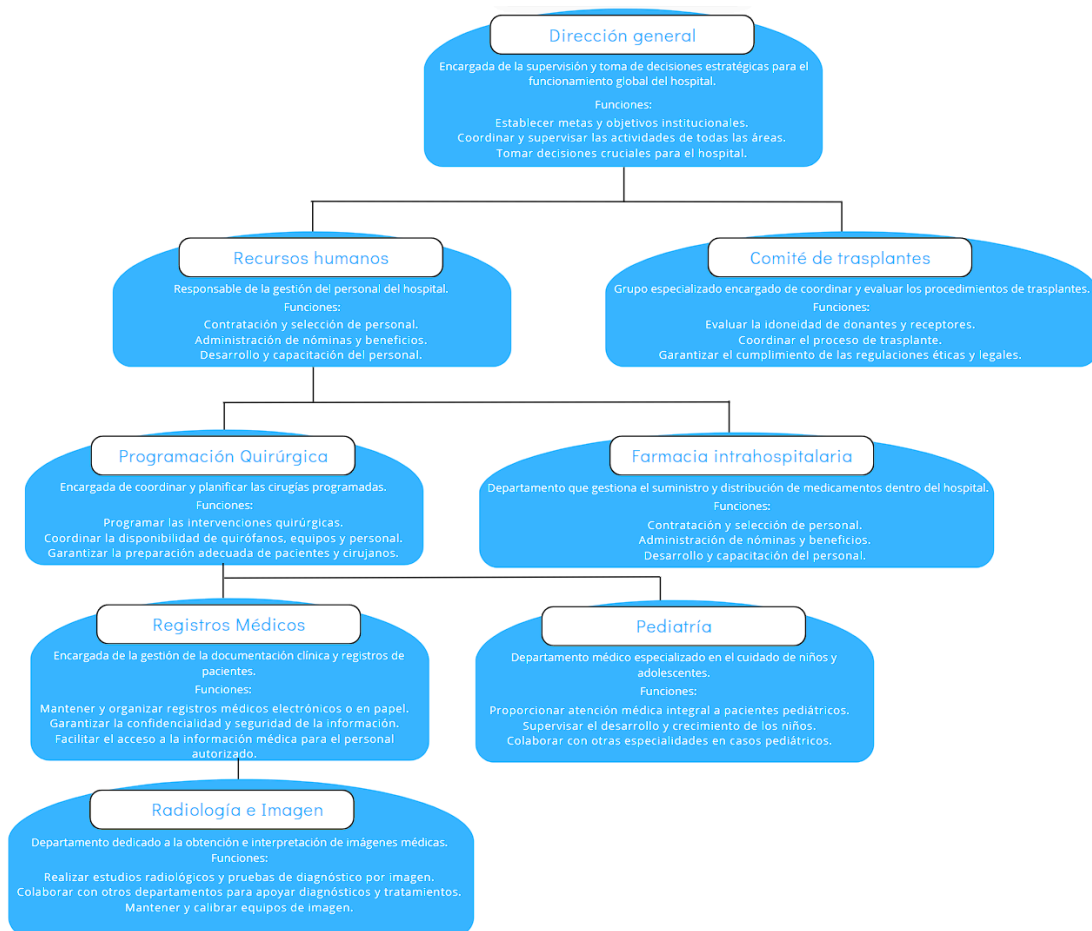 Dirección general
Encargada de la supervisión y toma de decisiones estratégicas para el
funcionamiento global del hospital.
Funciones:
Establecer metas y objetivos institucionales.
Coordinar y supervisar las actividades de todas las áreas.
Tomar decisiones cruciales para el hospital.
Recursos humanos
Responsable de la gestión del personal del hospital.
Funciones:
Contratación y selección de personal.
Administración de nóminas y beneficios.
Desarrollo y capacitación del personal.
Comité de trasplantes
Grupo especializado encargado de coordinar y evaluar los procedimientos de trasplantes.
Funciones:
Evaluar la idoneidad de donantes y receptores.
Coordinar el proceso de trasplante.
Garantizar el cumplimiento de las regulaciones éticas y legales.
Programación Quirúrgica
Encargada de coordinar y planificar las cirugías programadas.
Funciones:
Programar las intervenciones quirúrgicas.
Coordinar la disponibilidad de quirófanos, equipos y personal.
Garantizar la preparación adecuada de pacientes y cirujanos.
Farmacia intrahospitalaria
Departamento que gestiona el suministro y distribución de medicamentos dentro del hospital.
Funciones:
Contratación y selección de personal.
Administración de nóminas y beneficios.
Desarrollo y capacitación del personal.
Registros Médicos
Encargada de la gestión de la documentación clínica y registros de
pacientes.
Funciones:
Mantener y organizar registros médicos electrónicos o en papel.
Garantizar la confidencialidad y seguridad de la información.
Facilitar el acceso a la información médica para el personal
autorizado.
Pediatría
Departamento médico especializado en el cuidado de niños y
adolescentes.
Funciones:
Proporcionar atención médica integral a pacientes pediátricos.
Supervisar el desarrollo y crecimiento de los niños.
Colaborar con otras especialidades en casos pediátricos.
Radiología e Imagen
Departamento dedicado a la obtención e interpretación de imágenes médicas.
Funciones:
Realizar estudios radiológicos y pruebas de diagnóstico por imagen.
Colaborar con otros departamentos para apoyar diagnósticos y tratamientos.
Mantener y calibrar equipos de imagen.